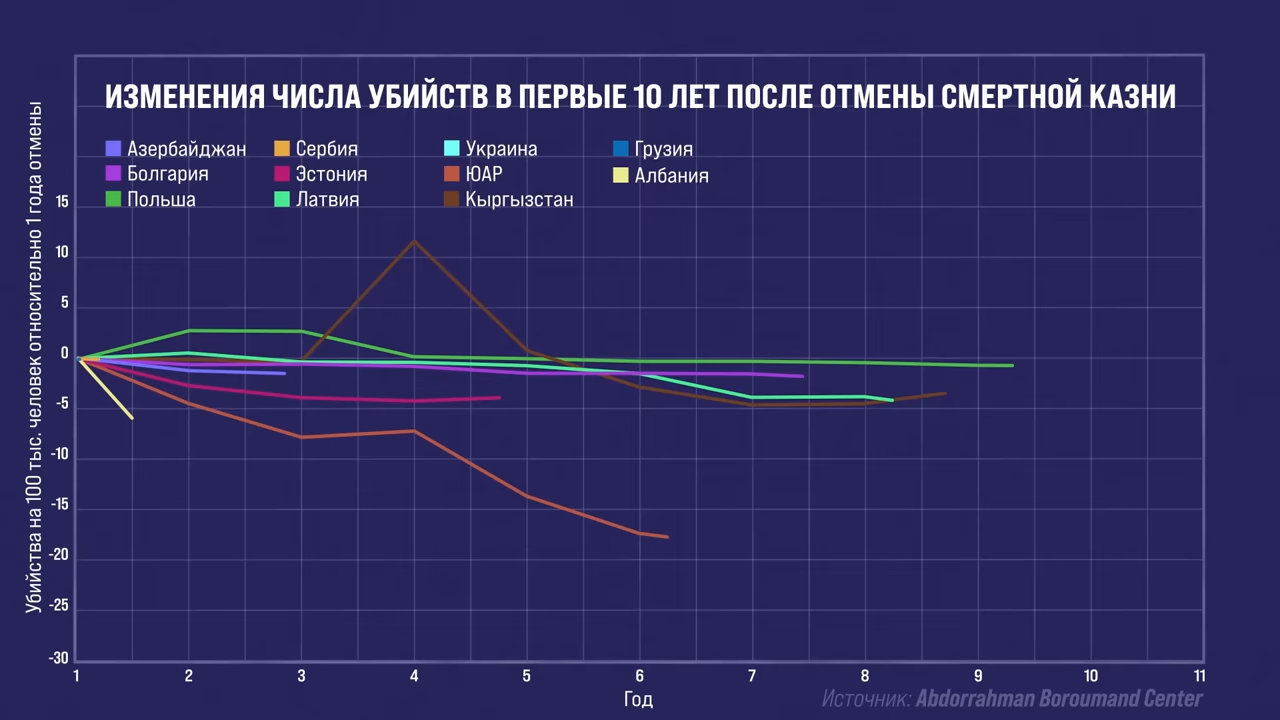 ИЗМЕНЕНИЯ ЧИСЛА УБИЙСТВ В ПЕРВЫЕ 10 ЛЕТ ПОСЛЕ ОТМЕНЫ СМЕРТНОЙ КАЗНИ
Азербайджан
Болгария
Польша
Сербия
Эстония
Латвия
Украина
ЮАР
Кыргызстан
Грузия
Албания
Убийства на 100 тыс. человек относительно 1 года отмены
15
10
5
0
-5
-10
-15
-20
-25
-30
1 2 3 4 5 6 7 8 9 10 11
Год
Источник: Abdorrahman Boroumand Center